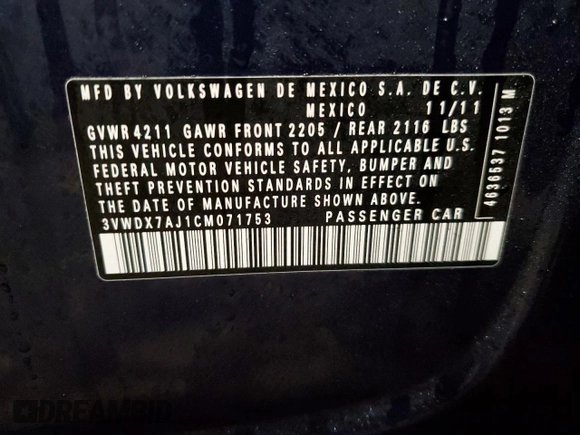 MFD BY VOLKSWAGEN DE MEXICO S.A. DE C.V.
MEXICO 11/11
GVWR 4211 GAWR FRONT 2205 / REAR 2116 LBS
THIS VEHICLE CONFORMS TO ALL APPLICABLE U.S.
FEDERAL MOTOR VEHICLE SAFETY, BUMPER AND
THEFT PREVENTION STANDARDS IN EFFECT ON
THE DATE OF MANUFACTURE SHOWN ABOVE.
3VWDX7AJ1CM071753 PASSENGER CAR
4636537 1013 M
DREAMBID